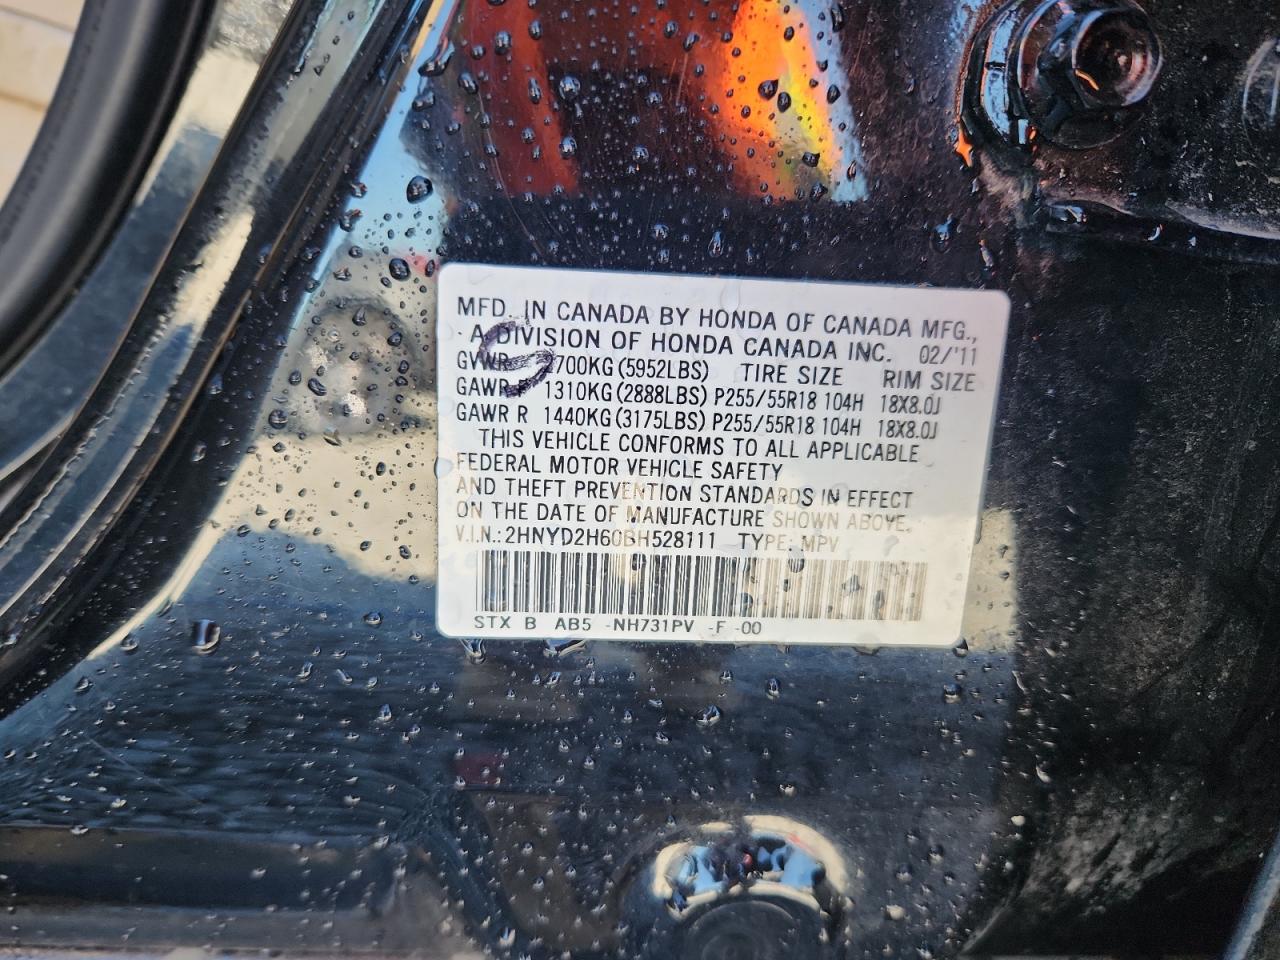 MFD. IN CANADA BY HONDA OF CANADA MFG.,
A DIVISION OF HONDA CANADA INC. 02/'11
GVWR 700KG(5952LBS) TIRE SIZE RIM SIZE
GAWR 1310KG(2888LBS) P255/55R18 104H 18X8.0J
GAWR R 1440KG(3175LBS) P255/55R18 104H 18X8.0J
THIS VEHICLE CONFORMS TO ALL APPLICABLE
FEDERAL MOTOR VEHICLE SAFETY
AND THEFT PREVENTION STANDARDS IN EFFECT
ON THE DATE OF MANUFACTURE SHOWN ABOVE.
V.I.N.: 2HNYD2H60BH528111 TYPE: MPV
STX B AB5 -NH731PV -F -00